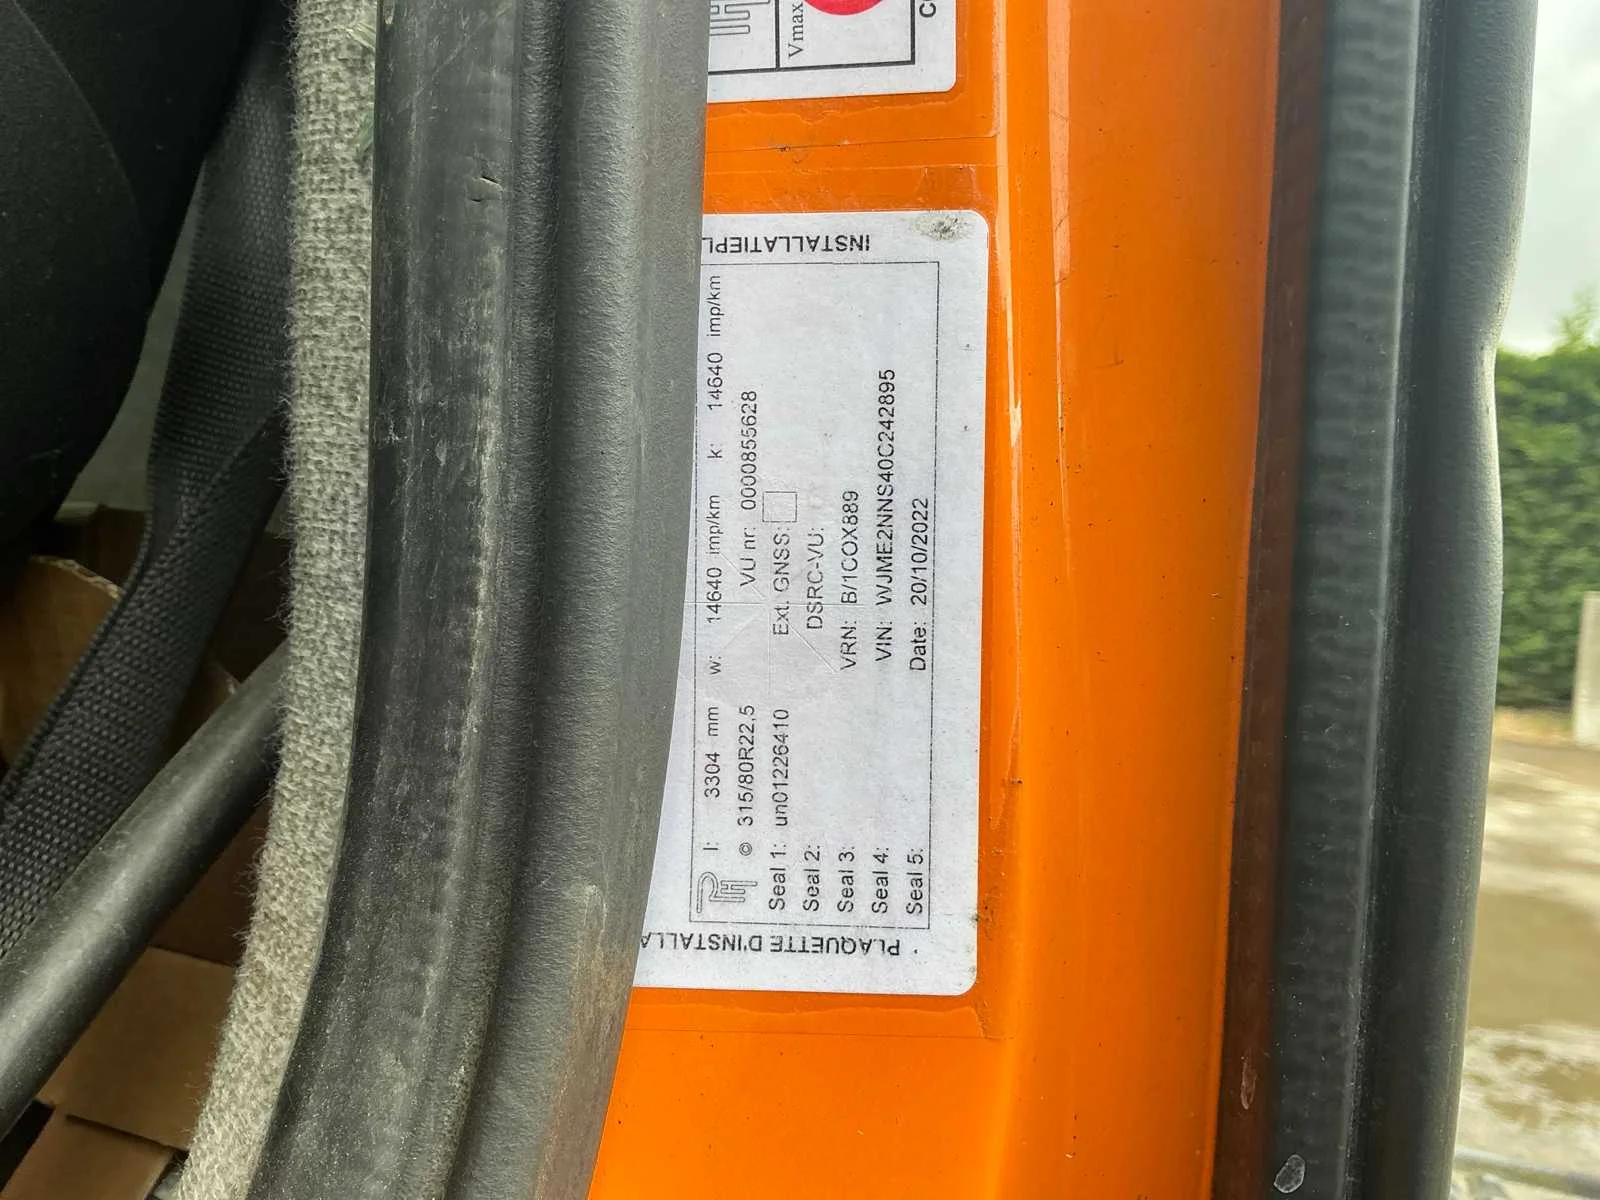 Vmax
INSTALLATIEPL
l: 3304 mm w: 14640 imp/km k: 14640 imp/km
© 315/80R22,5 VU nr: 0000855628
Seal 1: un01226410 Ext. GNSS:
Seal 2: DSRC-VU:
Seal 3: VRN: B/1COX889
Seal 4: VIN: WJME2NNS40C242895
Seal 5: Date: 20/10/2022
PLAQUETTE D'INSTALLA